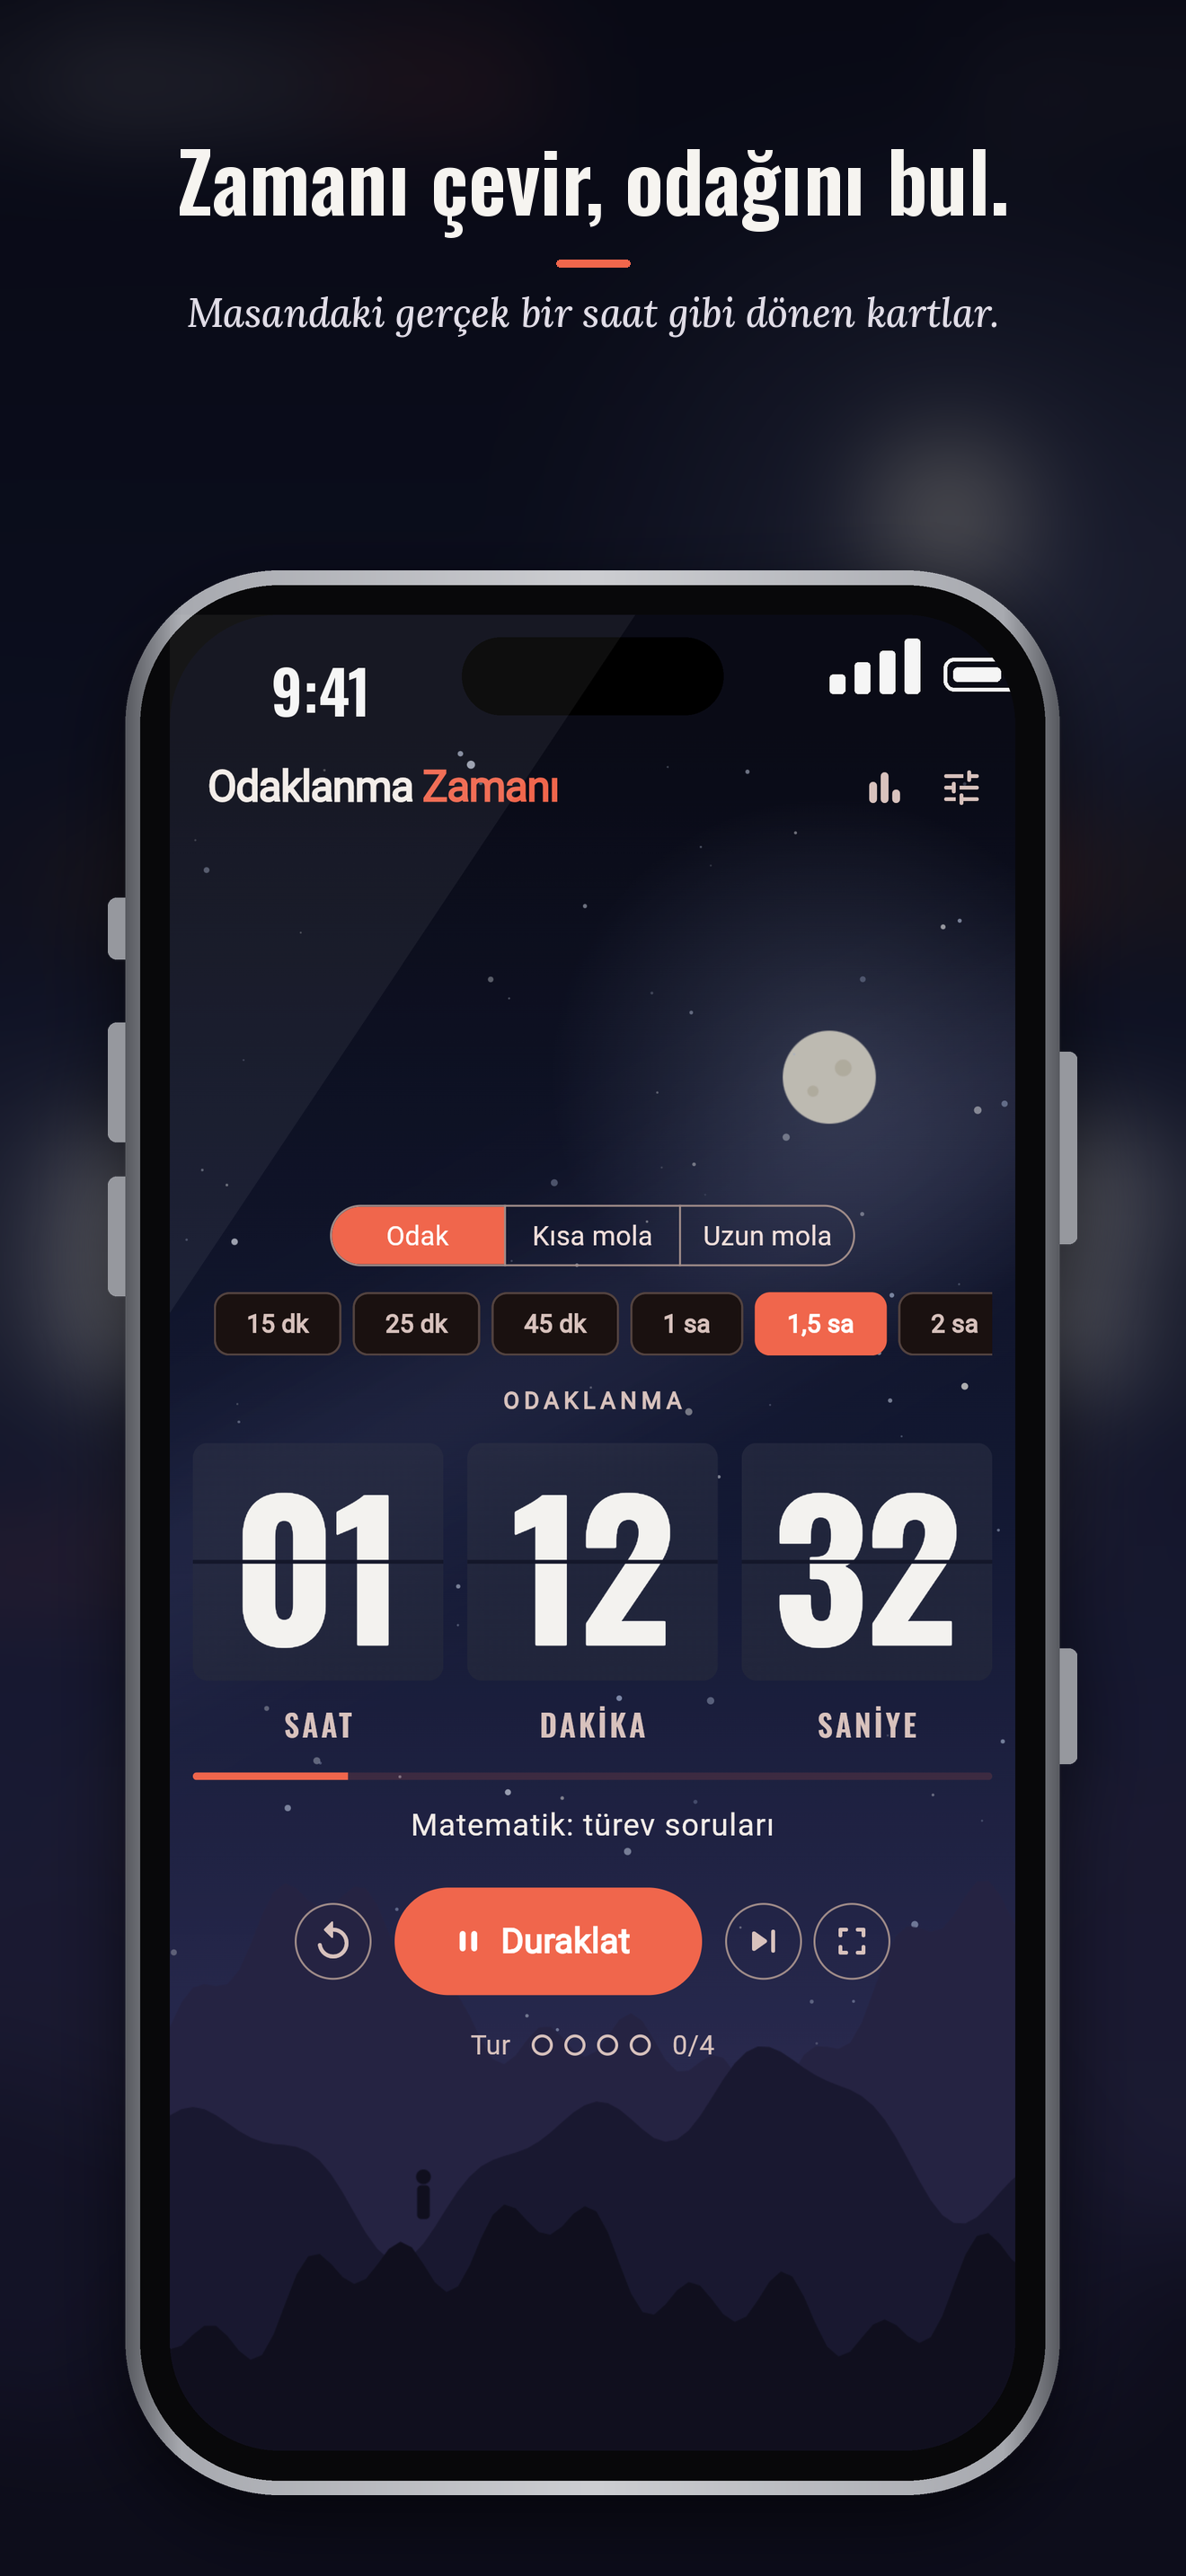 Zamanı çevir, odağını bul.
Masandaki gerçek bir saat gibi dönen kartlar.
9:41
Odaklanma Zamanı
Odak Kısa mola Uzun mola
15 dk 25 dk 45 dk 1 sa 1,5 sa 2 sa
ODAKLANMA
01 12 32
SAAT DAKİKA SANİYE
Matematik: türev soruları
Duraklat
Tur 0/4